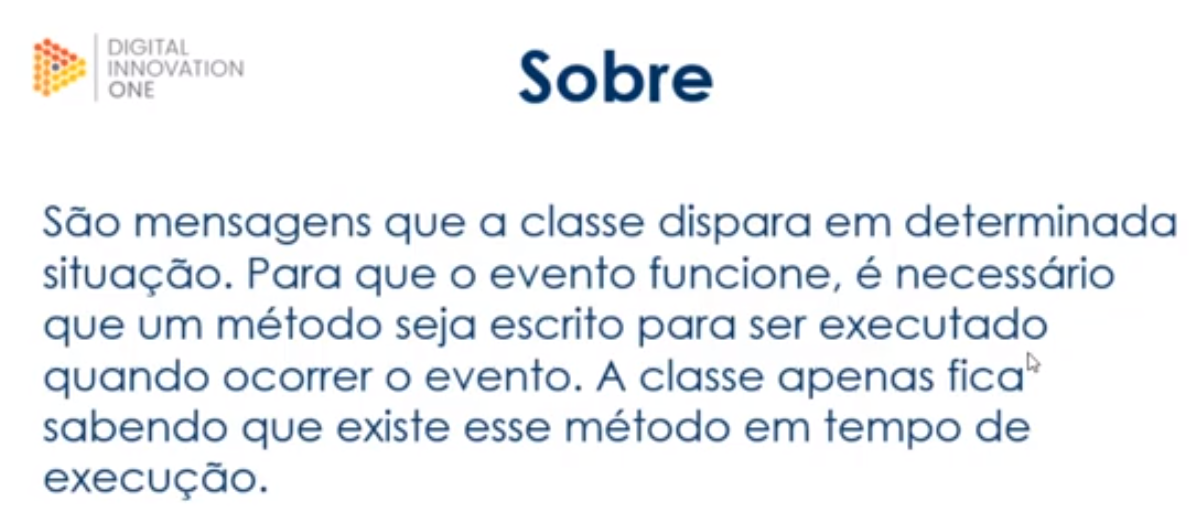 DIGITAL
INNOVATION
ONE
Sobre
São mensagens que a classe dispara em determinada
situação. Para que o evento funcione, é necessário
que um método seja escrito para ser executado
quando ocorrer o evento. A classe apenas fica
sabendo que existe esse método em tempo de
execução.